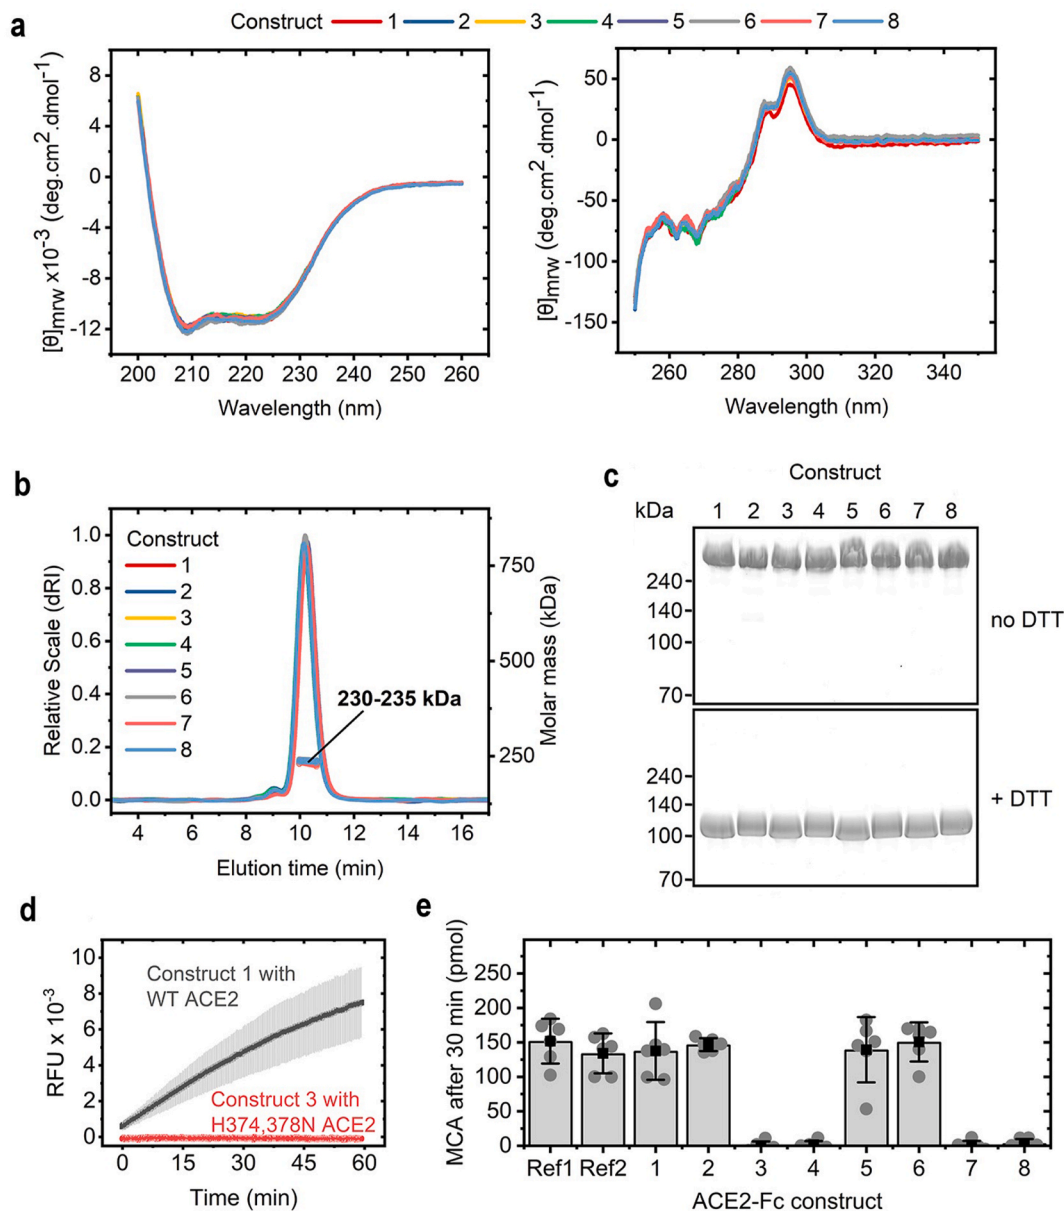 a
Construct 1 2 3 4 5 6 7 8
[θ]mrw x10⁻³ (deg.cm².dmol⁻¹)
8
4
0
-4
-8
-12
200 210 220 230 240 250 260
Wavelength (nm)
[θ]mrw (deg.cm².dmol⁻¹)
50
0
-50
-100
-150
260 280 300 320 340
Wavelength (nm)
b
Relative Scale (dRI)
1.0
0.8
0.6
0.4
0.2
0.0
Construct
1
2
3
4
5
6
7
8
230-235 kDa
Molar mass (kDa)
750
500
250
4 6 8 10 12 14 16
Elution time (min)
c
Construct
kDa 1 2 3 4 5 6 7 8
240
140
100
70
no DTT
240
140
100
70
+ DTT
d
RFU x 10⁻³
10
8
6
4
2
0
Construct 1 with
WT ACE2
Construct 3 with
H374,378N ACE2
0 15 30 45 60
Time (min)
e
MCA after 30 min (pmol)
250
200
150
100
50
0
Ref1 Ref2 1 2 3 4 5 6 7 8
ACE2-Fc construct